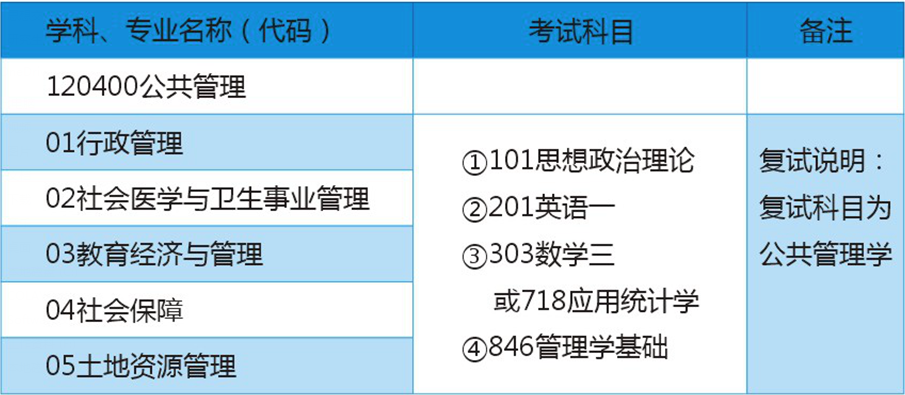 学科、专业名称（代码）
考试科目
备注
120400公共管理
01行政管理
02社会医学与卫生事业管理
03教育经济与管理
04社会保障
05土地资源管理
①101思想政治理论
②201英语一
③303数学三
或718应用统计学
④846管理学基础
复试说明：
复试科目为
公共管理学